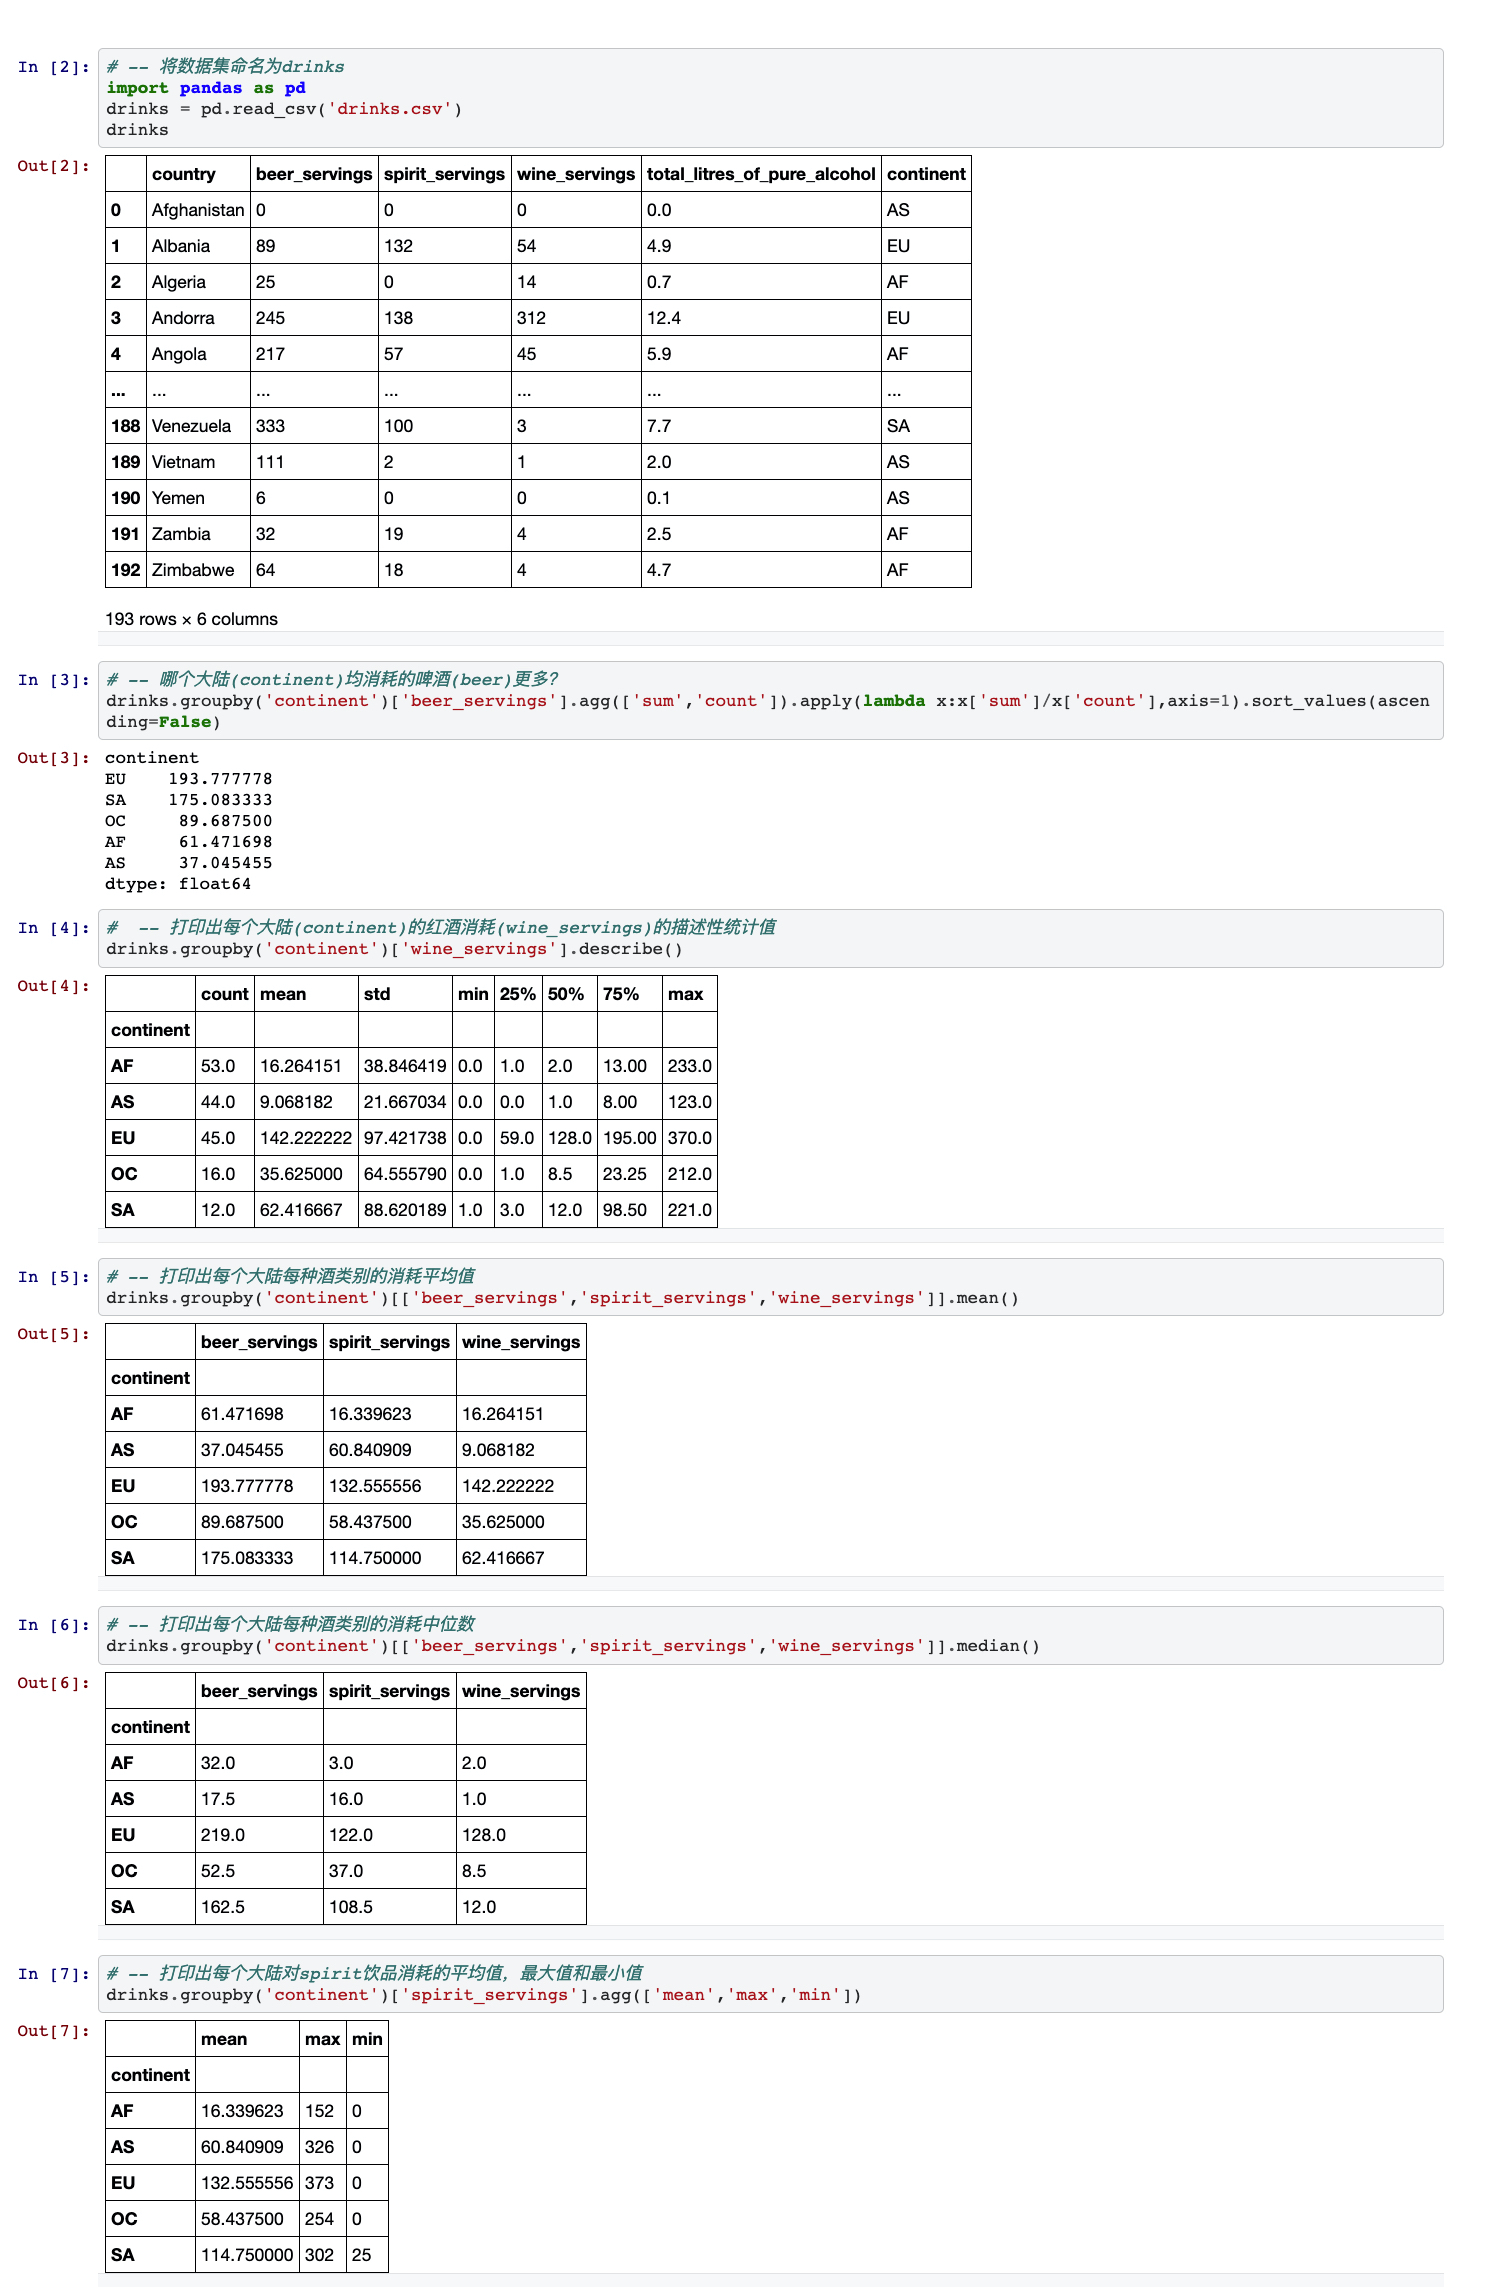 In [2]: # -- 将数据集命名为drinks
import pandas as pd
drinks = pd.read_csv('drinks.csv')
drinks
Out[2]:
country beer_servings spirit_servings wine_servings total_litres_of_pure_alcohol continent
0 Afghanistan 0 0 0 0.0 AS
1 Albania 89 132 54 4.9 EU
2 Algeria 25 0 14 0.7 AF
3 Andorra 245 138 312 12.4 EU
4 Angola 217 57 45 5.9 AF
... ... ... ... ... ... ...
188 Venezuela 333 100 3 7.7 SA
189 Vietnam 111 2 1 2.0 AS
190 Yemen 6 0 0 0.1 AS
191 Zambia 32 19 4 2.5 AF
192 Zimbabwe 64 18 4 4.7 AF
193 rows × 6 columns
In [3]: # -- 哪个大陆(continent)均消耗的啤酒(beer)更多?
drinks.groupby('continent')['beer_servings'].agg(['sum','count']).apply(lambda x:x['sum']/x['count'],axis=1).sort_values(ascen
ding=False)
Out[3]: continent
EU 193.777778
SA 175.083333
OC 89.687500
AF 61.471698
AS 37.045455
dtype: float64
In [4]: #  -- 打印出每个大陆(continent)的红酒消耗(wine_servings)的描述性统计值
drinks.groupby('continent')['wine_servings'].describe()
Out[4]:
count mean std min 25% 50% 75% max
continent
AF 53.0 16.264151 38.846419 0.0 1.0 2.0 13.00 233.0
AS 44.0 9.068182 21.667034 0.0 0.0 1.0 8.00 123.0
EU 45.0 142.222222 97.421738 0.0 59.0 128.0 195.00 370.0
OC 16.0 35.625000 64.555790 0.0 1.0 8.5 23.25 212.0
SA 12.0 62.416667 88.620189 1.0 3.0 12.0 98.50 221.0
In [5]: # -- 打印出每个大陆每种酒类别的消耗平均值
drinks.groupby('continent')[['beer_servings','spirit_servings','wine_servings']].mean()
Out[5]:
beer_servings spirit_servings wine_servings
continent
AF 61.471698 16.339623 16.264151
AS 37.045455 60.840909 9.068182
EU 193.777778 132.555556 142.222222
OC 89.687500 58.437500 35.625000
SA 175.083333 114.750000 62.416667
In [6]: # -- 打印出每个大陆每种酒类别的消耗中位数
drinks.groupby('continent')[['beer_servings','spirit_servings','wine_servings']].median()
Out[6]:
beer_servings spirit_servings wine_servings
continent
AF 32.0 3.0 2.0
AS 17.5 16.0 1.0
EU 219.0 122.0 128.0
OC 52.5 37.0 8.5
SA 162.5 108.5 12.0
In [7]: # -- 打印出每个大陆对spirit饮品消耗的平均值，最大值和最小值
drinks.groupby('continent')['spirit_servings'].agg(['mean','max','min'])
Out[7]:
mean max min
continent
AF 16.339623 152 0
AS 60.840909 326 0
EU 132.555556 373 0
OC 58.437500 254 0
SA 114.750000 302 25